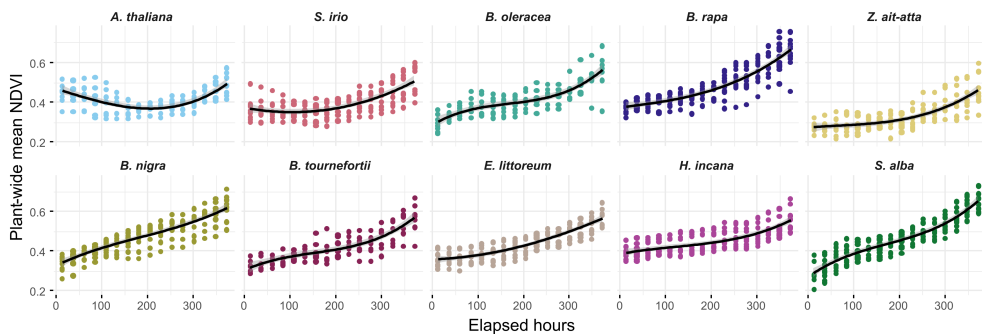 A. thaliana S. irio B. oleracea B. rapa Z. ait-atta
0.6
0.4
0.2
Plant-wide mean NDVI
B. nigra B. tournefortii E. littoreum H. incana S. alba
0.6
0.4
0.2
0 100 200 300 0 100 200 300 0 100 200 300 0 100 200 300 0 100 200 300
Elapsed hours